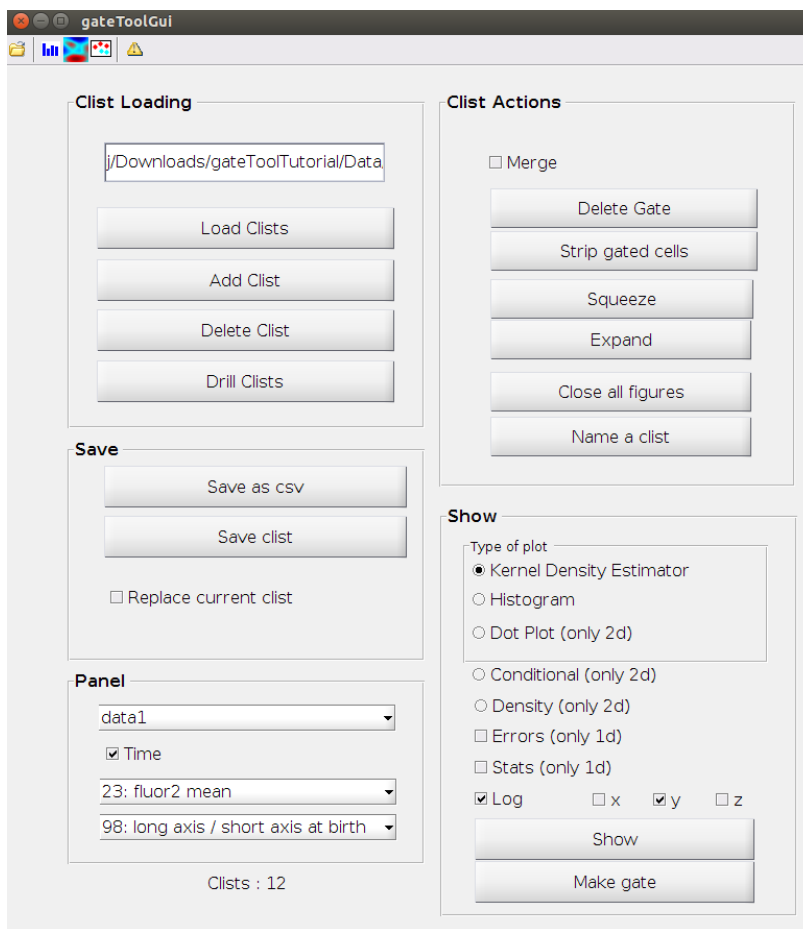 gateToolGui
Clist Loading
j/Downloads/gateToolTutorial/Data,
Load Clists
Add Clist
Delete Clist
Drill Clists
Save
Save as csv
Save clist
Replace current clist
Panel
data1
Time
23: fluor2 mean
98: long axis / short axis at birth
Clists : 12
Clist Actions
Merge
Delete Gate
Strip gated cells
Squeeze
Expand
Close all figures
Name a clist
Show
Type of plot
Kernel Density Estimator
Histogram
Dot Plot (only 2d)
Conditional (only 2d)
Density (only 2d)
Errors (only 1d)
Stats (only 1d)
Log x y z
Show
Make gate